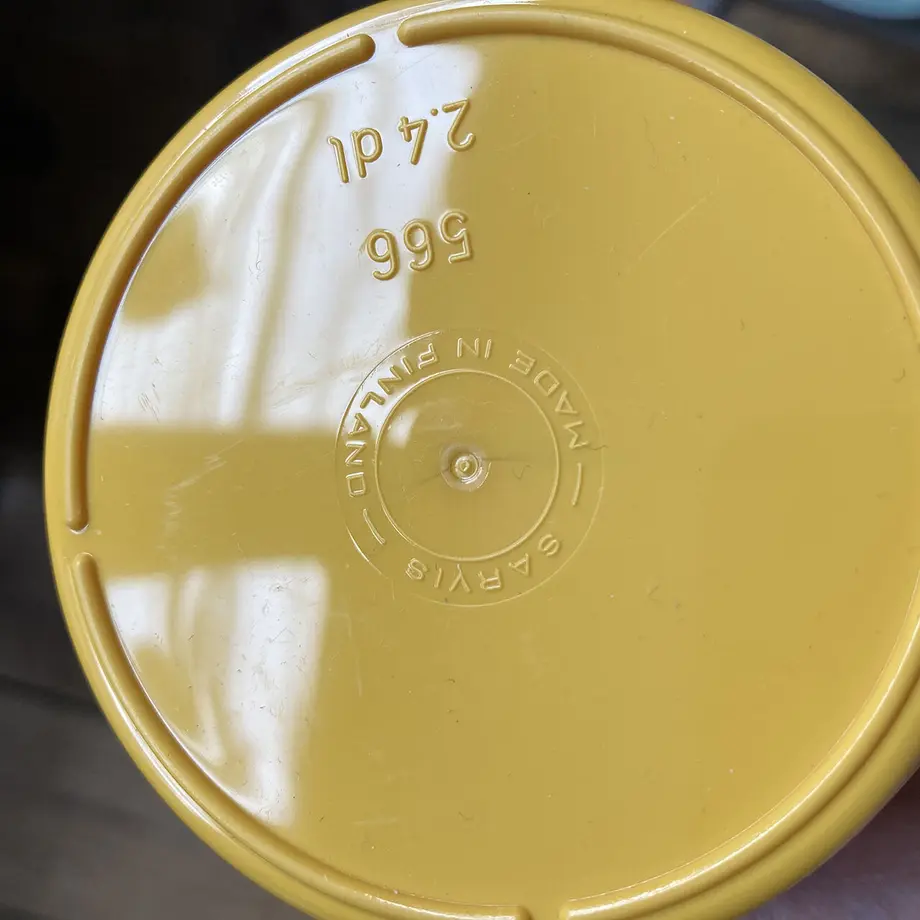 2.4 dl
566
MADE IN FINLAND
— SARVIS —